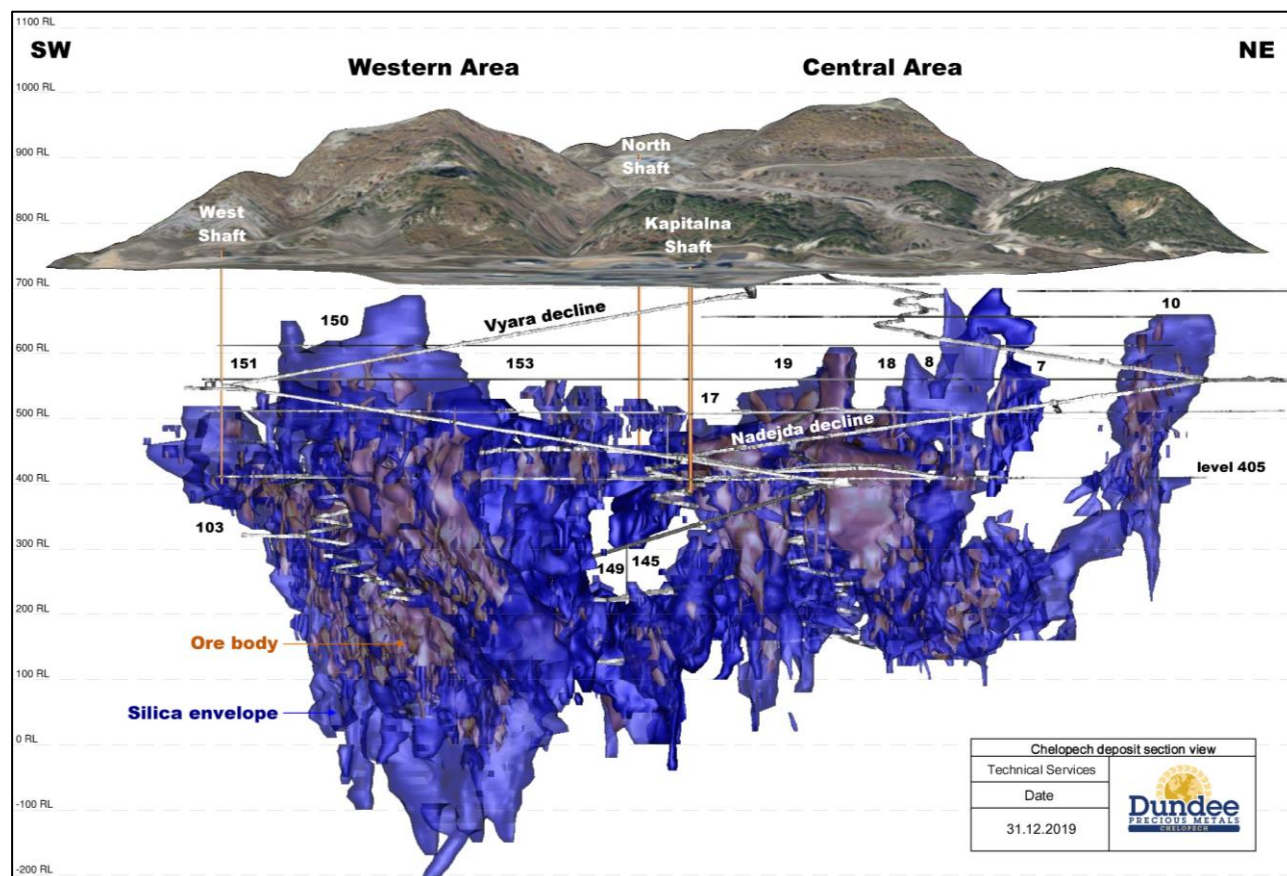 1100 RL
SW
NE
Western Area
Central Area
1000 RL
900 RL
North
Shaft
800 RL
West
Shaft
Kapitalna
Shaft
700 RL
10
150
Vyara decline
600 RL
151
153
19
18
8
7
17
500 RL
Nadejda decline
level 405
400 RL
103
300 RL
149
145
200 RL
Ore body
100 RL
Silica envelope
0 RL
-100 RL
-200 RL
Chelopech deposit section view
Technical Services
Date
31.12.2019
Dundee
PRECIOUS METALS
CHELOPECH